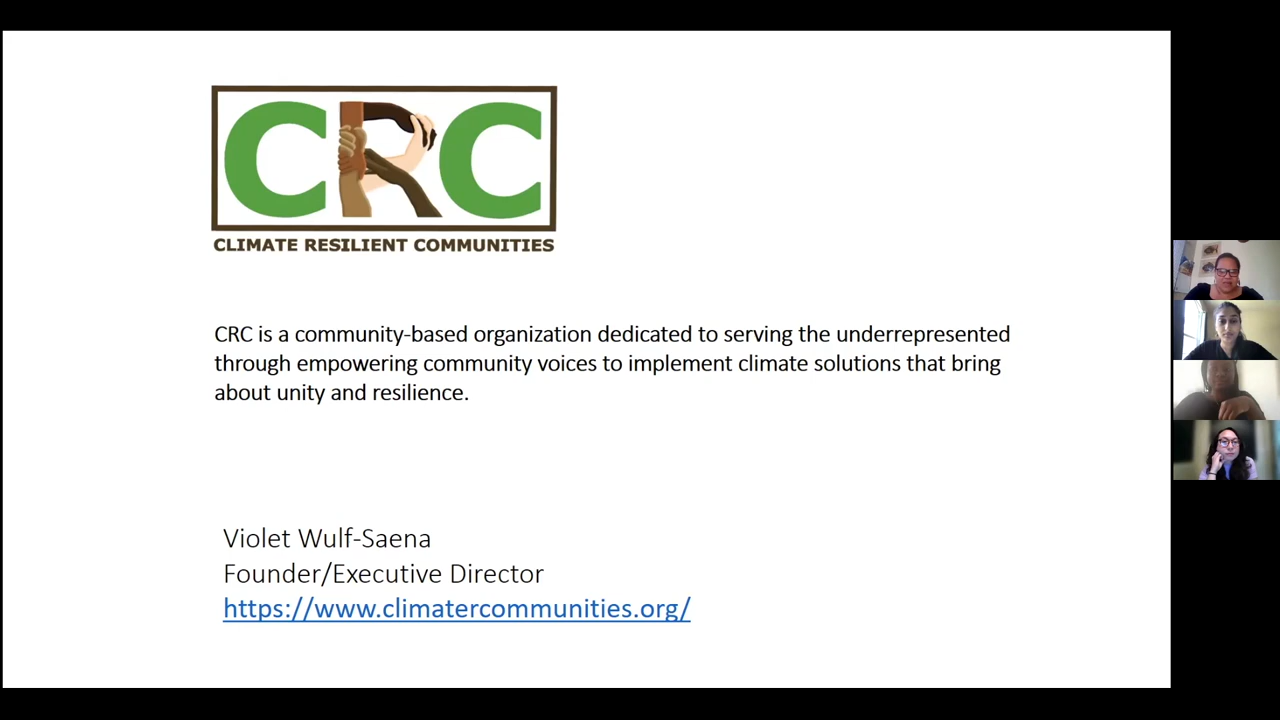 CRC
CLIMATE RESILIENT COMMUNITIES
CRC is a community-based organization dedicated to serving the underrepresented
through empowering community voices to implement climate solutions that bring
about unity and resilience.
Violet Wulf-Saena
Founder/Executive Director
https://www.climatercommunities.org/